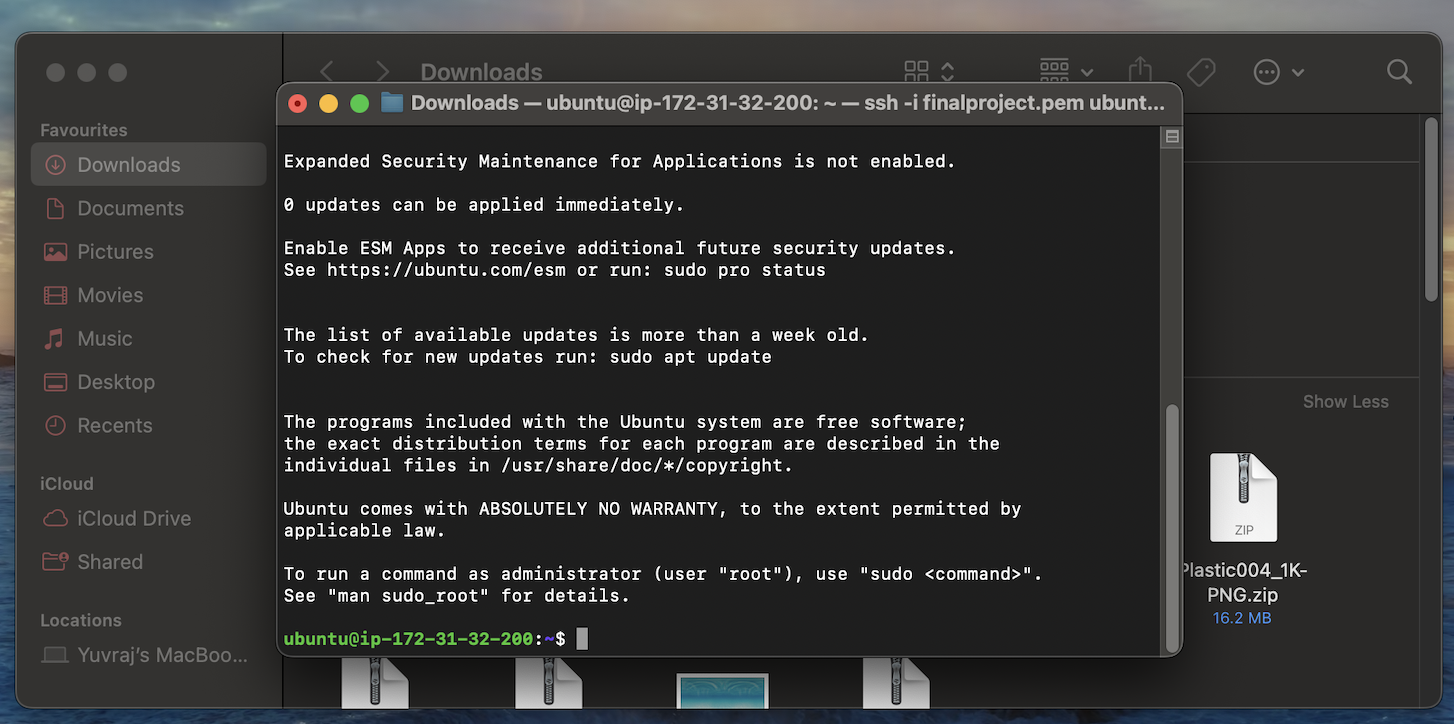 Downloads
Favourites
Downloads
Documents
Pictures
Movies
Music
Desktop
Recents
iCloud
iCloud Drive
Shared
Locations
Yuvraj’s MacBoo...
Downloads — ubuntu@ip-172-31-32-200: ~ — ssh -i finalproject.pem ubunt...
Expanded Security Maintenance for Applications is not enabled.
0 updates can be applied immediately.
Enable ESM Apps to receive additional future security updates.
See https://ubuntu.com/esm or run: sudo pro status
The list of available updates is more than a week old.
To check for new updates run: sudo apt update
The programs included with the Ubuntu system are free software;
the exact distribution terms for each program are described in the
individual files in /usr/share/doc/*/copyright.
Ubuntu comes with ABSOLUTELY NO WARRANTY, to the extent permitted by
applicable law.
To run a command as administrator (user "root"), use "sudo <command>".
See "man sudo_root" for details.
ubuntu@ip-172-31-32-200:~$
Show Less
ZIP
Plastic004_1K-
PNG.zip
16.2 MB